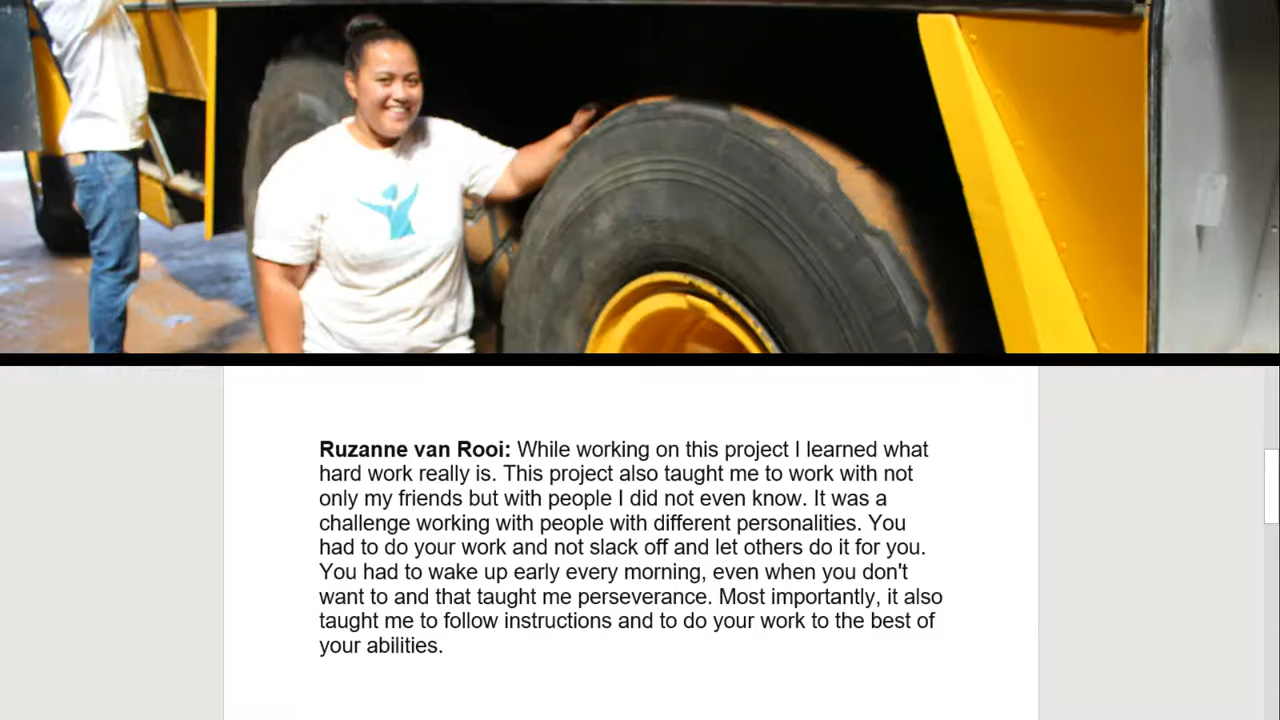 Ruzanne van Rooi: While working on this project I learned what
hard work really is. This project also taught me to work with not
only my friends but with people I did not even know. It was a
challenge working with people with different personalities. You
had to do your work and not slack off and let others do it for you.
You had to wake up early every morning, even when you don't
want to and that taught me perseverance. Most importantly, it also
taught me to follow instructions and to do your work to the best of
your abilities.